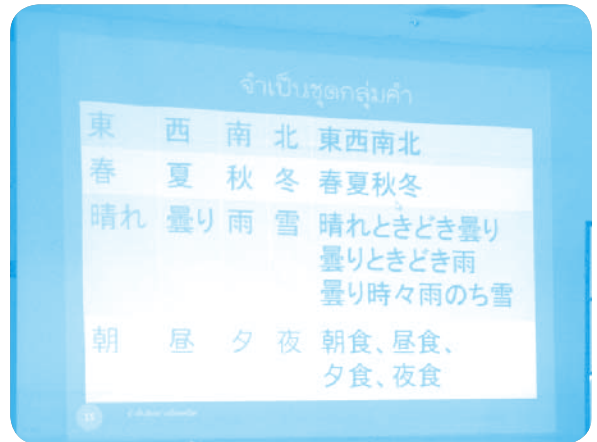 จำเป็นชุดกลุ่มคำ
東 西 南 北 東西南北
春 夏 秋 冬 春夏秋冬
晴れ 曇り 雨 雪 晴れときどき曇り
曇りときどき雨
曇り時々雨のち雪
朝 昼 夕 夜 朝食、昼食、
夕食、夜食
15